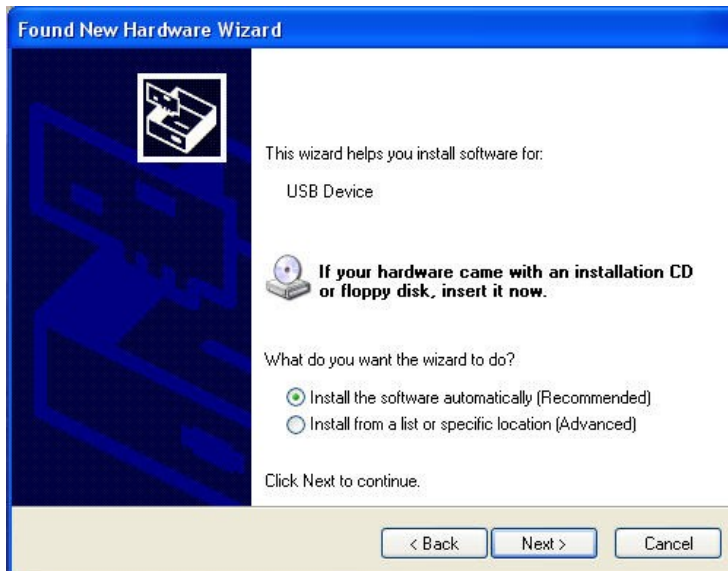 Found New Hardware Wizard
This wizard helps you install software for:
USB Device
If your hardware came with an installation CD
or floppy disk, insert it now.
What do you want the wizard to do?
Install the software automatically (Recommended)
Install from a list or specific location (Advanced)
Click Next to continue.
< Back
Next >
Cancel